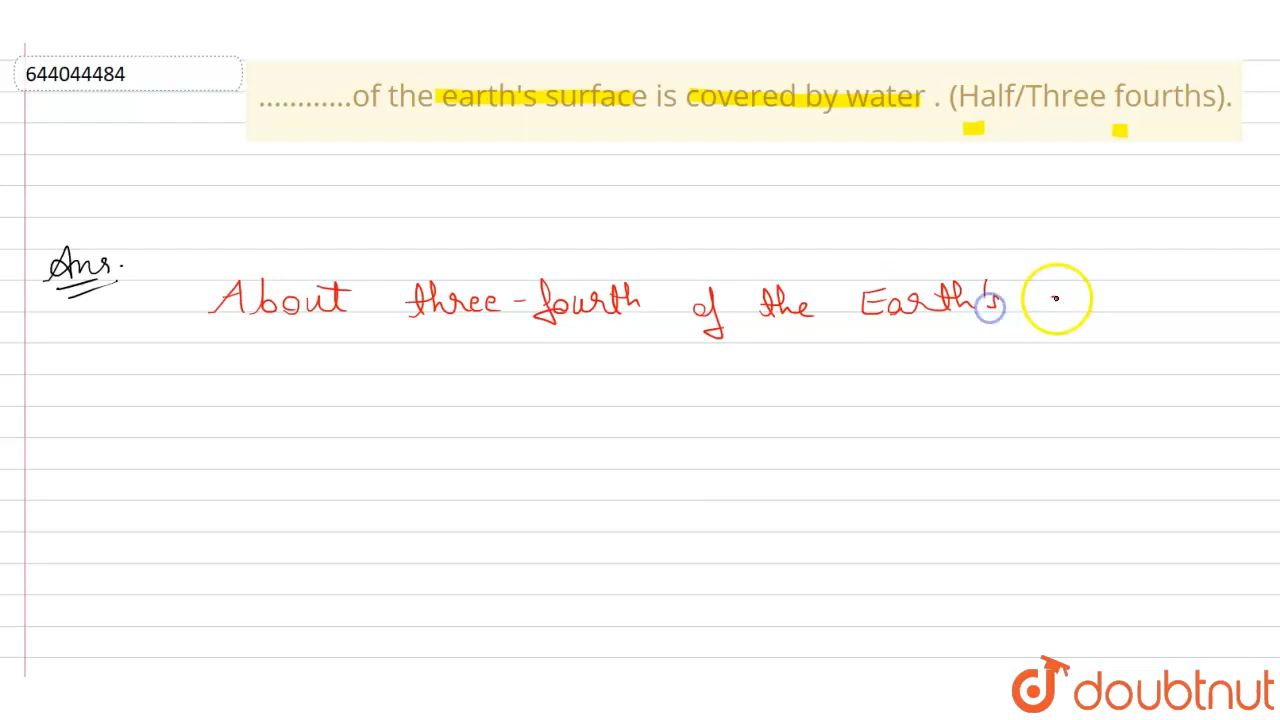 644044484
............of the earth's surface is covered by water . (Half/Three fourths).
Ans.
About three-fourth of the Earth's
doubtnut